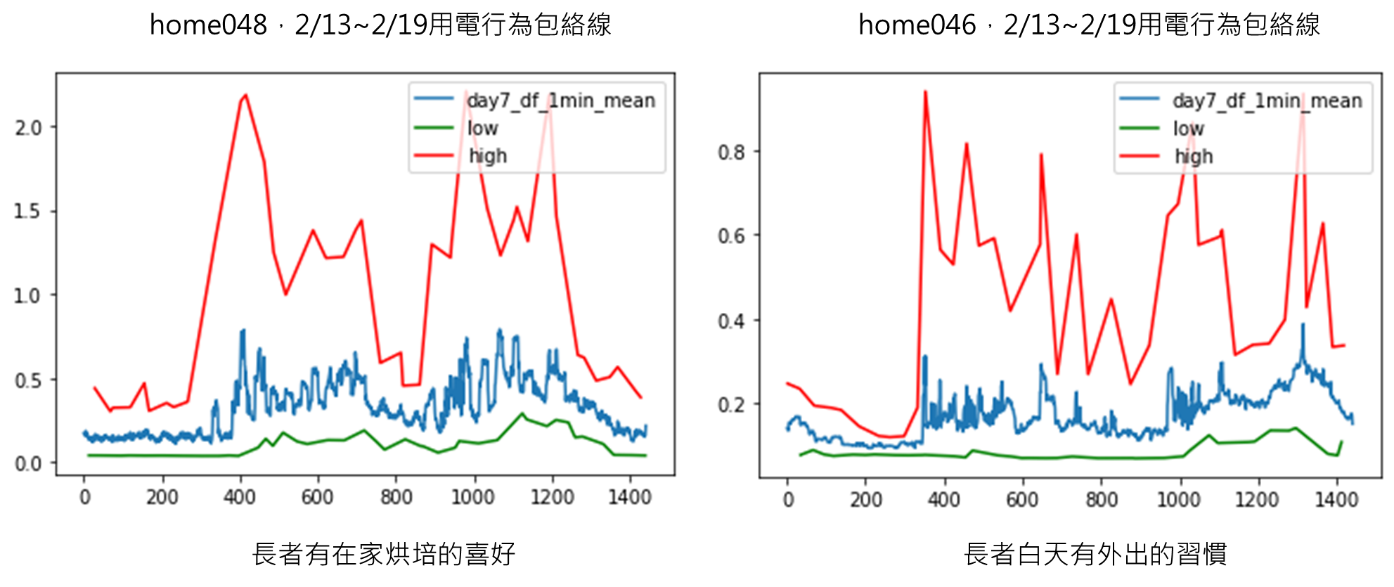 home048，2/13~2/19用電行為包絡線
day7_df_1min_mean
low
high
2.0
1.5
1.0
0.5
0.0
0 200 400 600 800 1000 1200 1400
長者有在家烘培的喜好
home046，2/13~2/19用電行為包絡線
day7_df_1min_mean
low
high
0.8
0.6
0.4
0.2
0 200 400 600 800 1000 1200 1400
長者白天有外出的習慣